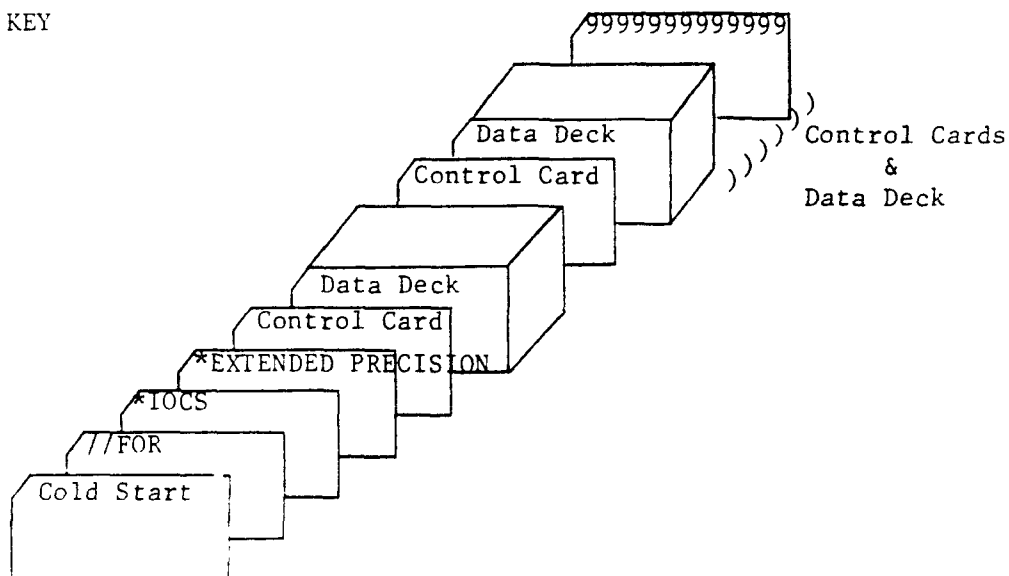 KEY
99999999999999
Data Deck
Control Card
Control Cards
&
Data Deck
Data Deck
Control Card
*EXTENDED PRECISION
*IOCS
//FOR
Cold Start